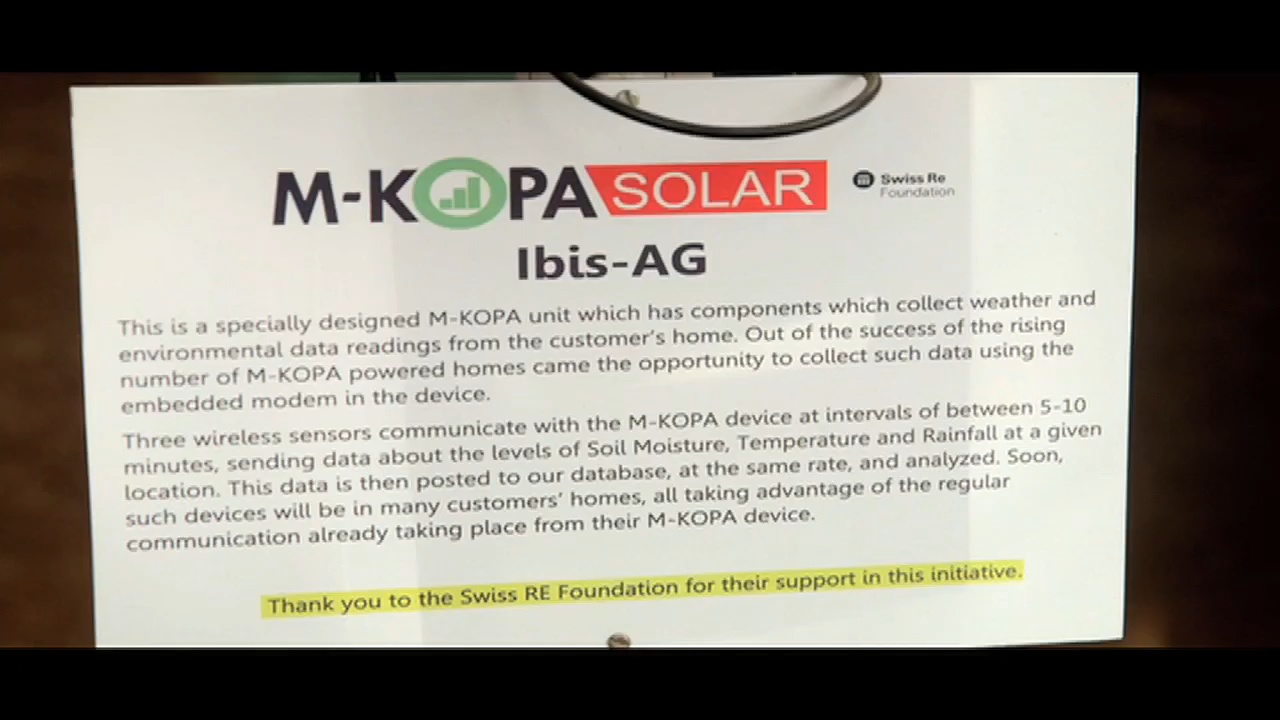 M-KOPA SOLAR
Swiss Re
Foundation
Ibis-AG
This is a specially designed M-KOPA unit which has components which collect weather and
environmental data readings from the customer's home. Out of the success of the rising
number of M-KOPA powered homes came the opportunity to collect such data using the
embedded modem in the device.
Three wireless sensors communicate with the M-KOPA device at intervals of between 5-10
minutes, sending data about the levels of Soil Moisture, Temperature and Rainfall at a given
location. This data is then posted to our database, at the same rate, and analyzed. Soon,
such devices will be in many customers' homes, all taking advantage of the regular
communication already taking place from their M-KOPA device.
Thank you to the Swiss RE Foundation for their support in this initiative.